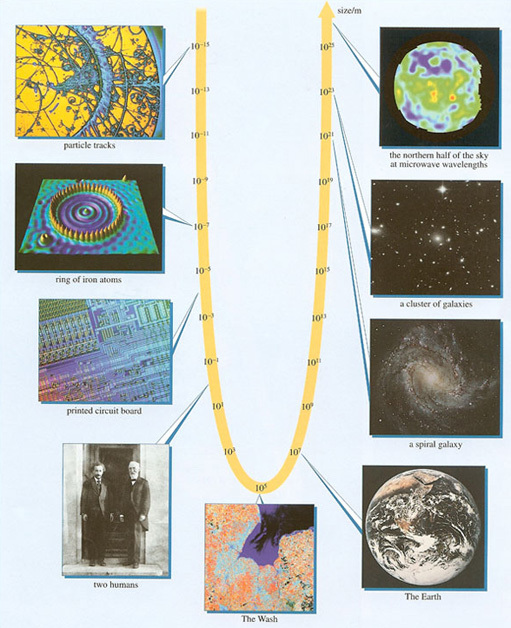 size/m
10⁻¹⁵
10²⁵
10⁻¹³
10²³
10⁻¹¹
10²¹
particle tracks
the northern half of the sky
at microwave wavelengths
10⁻⁹
10¹⁹
10⁻⁷
10¹⁷
10⁻⁵
10¹⁵
ring of iron atoms
a cluster of galaxies
10⁻³
10¹³
10⁻¹
10¹¹
10¹
10⁹
printed circuit board
a spiral galaxy
10³
10⁷
10⁵
two humans
The Wash
The Earth